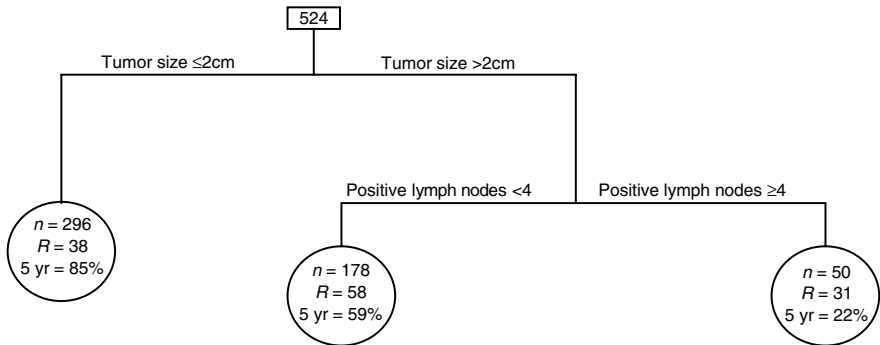 524
Tumor size ≤2cm
Tumor size >2cm
Positive lymph nodes <4
Positive lymph nodes ≥4
n = 296
R = 38
5 yr = 85%
n = 178
R = 58
5 yr = 59%
n = 50
R = 31
5 yr = 22%